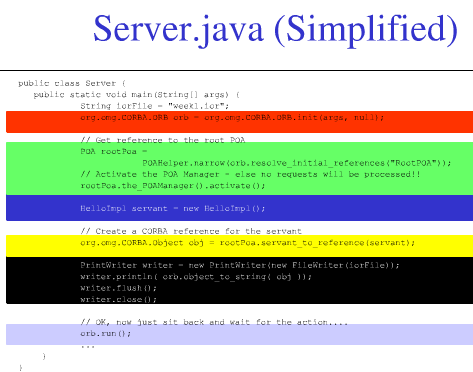 Server.java (Simplified)
public class Server {
public static void main(String[] args) {
String iorFile = "week1.ior";
org.omg.CORBA.ORB orb = org.omg.CORBA.ORB.init(args, null);
// Get reference to the root POA
POA rootPoa =
POAHelper.narrow(orb.resolve_initial_references("RootPOA"));
// Activate the POA Manager - else no requests will be processed!!
rootPoa.the_POAManager().activate();
HelloImpl servant = new HelloImpl();
// Create a CORBA reference for the servant
org.omg.CORBA.Object obj = rootPoa.servant_to_reference(servant);
PrintWriter writer = new PrintWriter(new FileWriter(iorFile));
writer.println( orb.object_to_string( obj ));
writer.flush();
writer.close();
// OK, now just sit back and wait for the action....
orb.run();
...
}
}